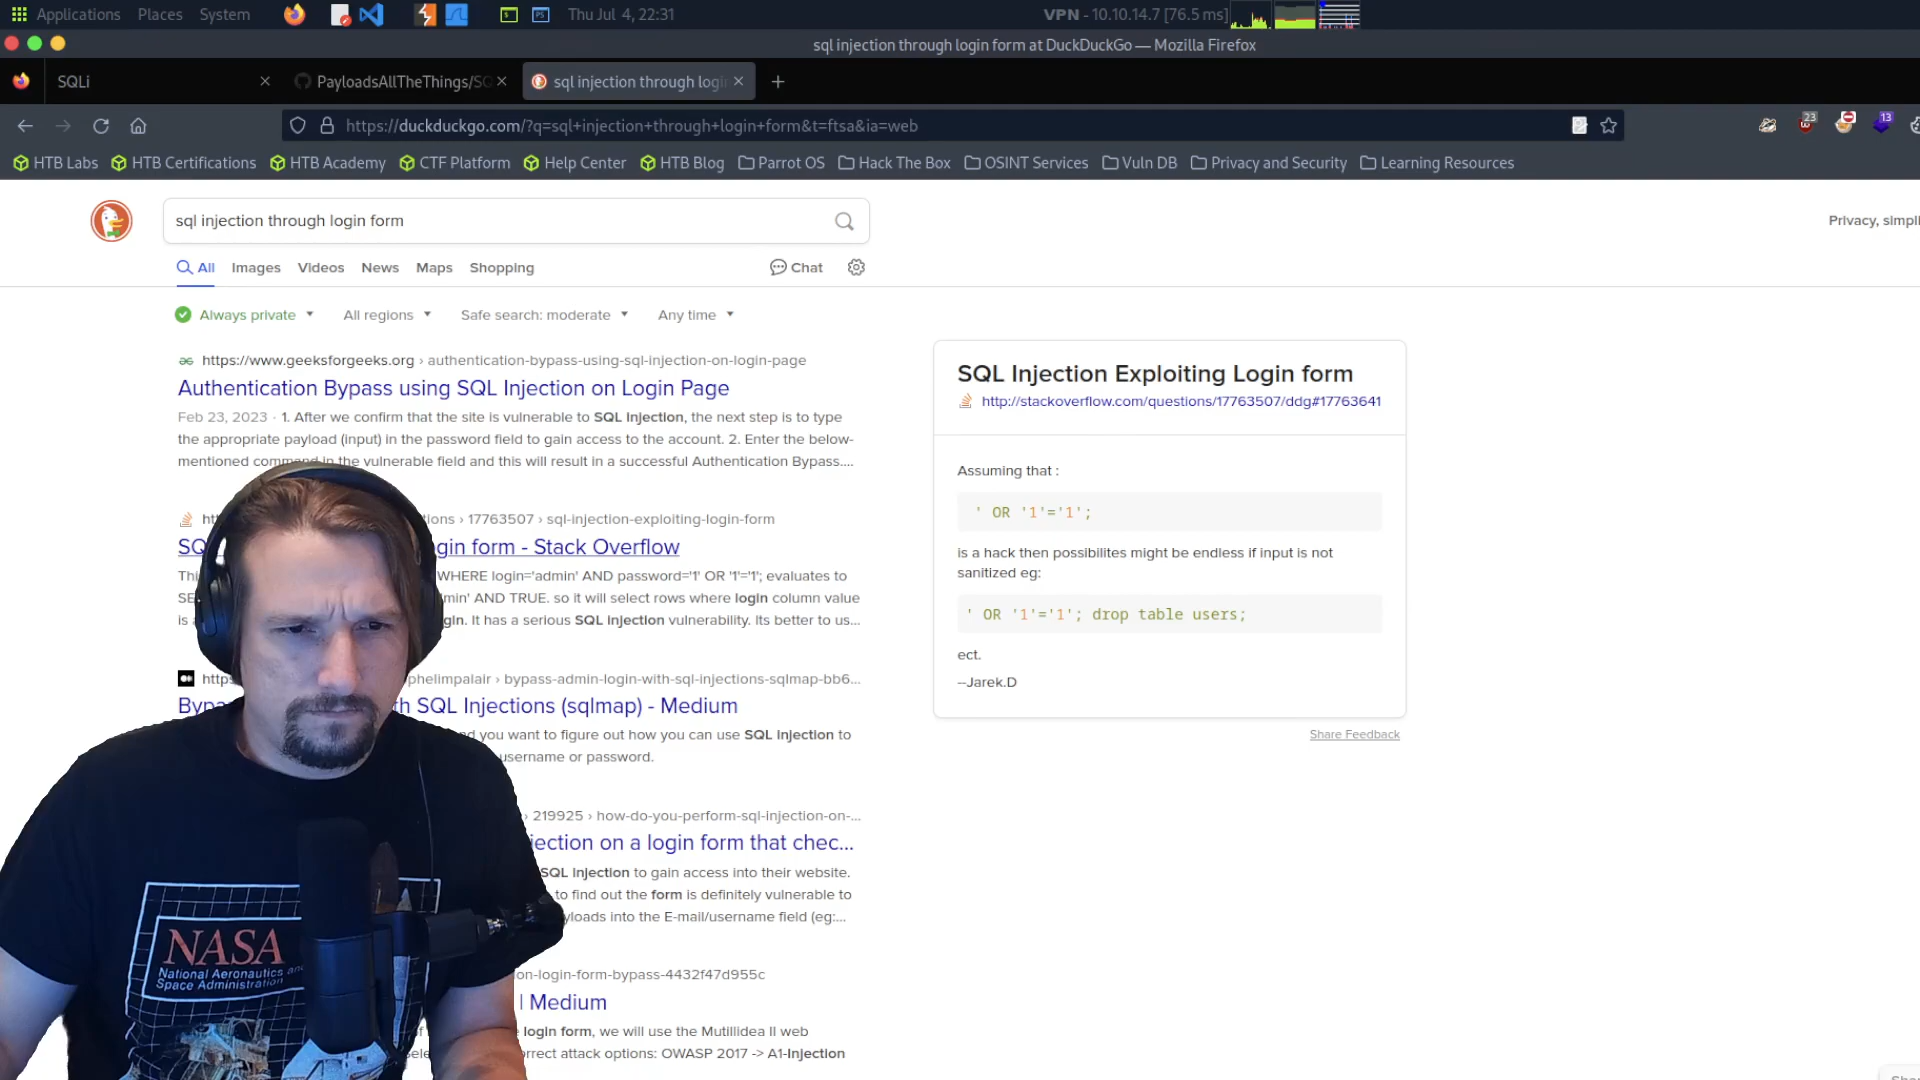 Applications Places System Thu Jul 4, 22:31 VPN - 10.10.14.7 [76.5 ms]
sql injection through login form at DuckDuckGo — Mozilla Firefox
SQLi PayloadsAllTheThings/SQ sql injection through logi
https://duckduckgo.com/?q=sql+injection+through+login+form&t=ftsa&ia=web 23 13
HTB Labs HTB Certifications HTB Academy CTF Platform Help Center HTB Blog Parrot OS Hack The Box OSINT Services Vuln DB Privacy and Security Learning Resources
sql injection through login form
Privacy, simpli
All Images Videos News Maps Shopping Chat
Always private All regions Safe search: moderate Any time
https://www.geeksforgeeks.org › authentication-bypass-using-sql-injection-on-login-page
Authentication Bypass using SQL Injection on Login Page
Feb 23, 2023 · 1. After we confirm that the site is vulnerable to SQL Injection, the next step is to type
the appropriate payload (input) in the password field to gain access to the account. 2. Enter the below-
mentioned command in the vulnerable field and this will result in a successful Authentication Bypass....
› 17763507 › sql-injection-exploiting-login-form
gin form - Stack Overflow
WHERE login='admin' AND password='1' OR '1'='1'; evaluates to
min' AND TRUE. so it will select rows where login column value
gin. It has a serious SQL Injection vulnerability. Its better to us...
phelimpalair › bypass-admin-login-with-sql-injections-sqlmap-bb6...
th SQL Injections (sqlmap) - Medium
you want to figure out how you can use SQL Injection to
username or password.
› 219925 › how-do-you-perform-sql-injection-on-...
jection on a login form that chec...
SQL Injection to gain access into their website.
to find out the form is definitely vulnerable to
yloads into the E-mail/username field (eg:...
on-login-form-bypass-4432f47d955c
| Medium
login form, we will use the Mutillidea II web
rrect attack options: OWASP 2017 -> A1-Injection
SQL Injection Exploiting Login form
http://stackoverflow.com/questions/17763507/ddg#17763641
Assuming that :
' OR '1'='1';
is a hack then possibilites might be endless if input is not
sanitized eg:
' OR '1'='1'; drop table users;
ect.
--Jarek.D
Share Feedback
NASA
National Aeronautics and
Space Administration